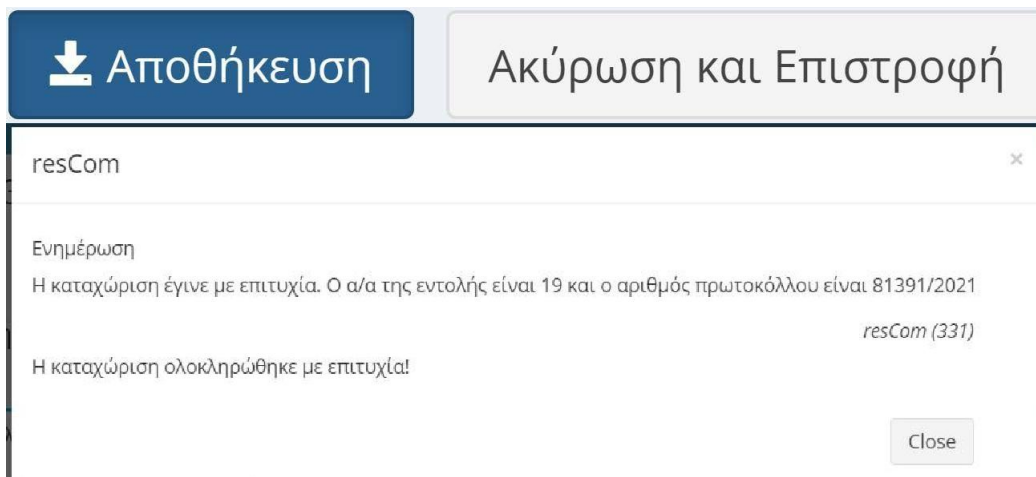 Αποθήκευση
Ακύρωση και Επιστροφή
resCom
×
Ενημέρωση
Η καταχώριση έγινε με επιτυχία. Ο α/α της εντολής είναι 19 και ο αριθμός πρωτοκόλλου είναι 81391/2021
resCom (331)
Η καταχώριση ολοκληρώθηκε με επιτυχία!
Close